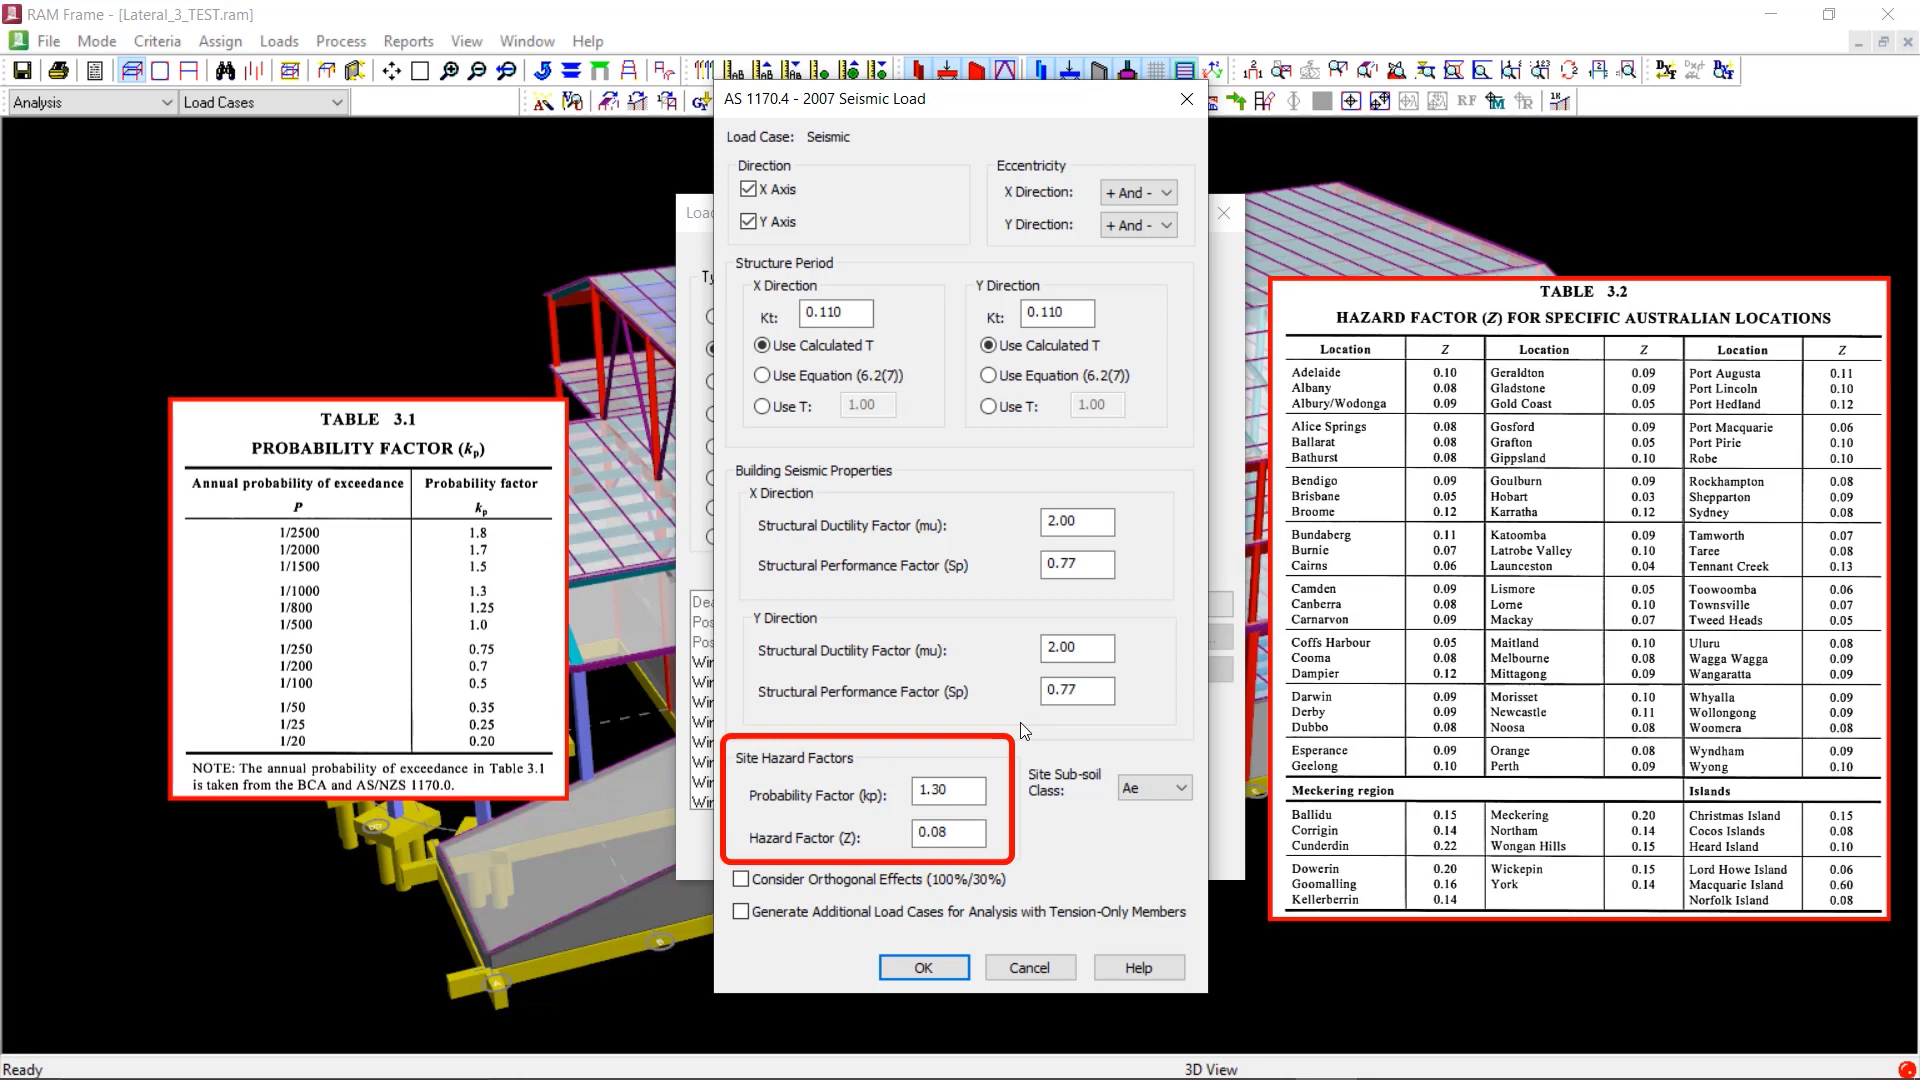 RAM Frame - [Lateral_3_TEST.ram]
File Mode Criteria Assign Loads Process Reports View Window Help
Analysis Load Cases
RF
AS 1170.4 - 2007 Seismic Load
Load Case: Seismic
Direction
X Axis
Y Axis
Eccentricity
X Direction: + And -
Y Direction: + And -
Structure Period
X Direction
Kt: 0.110
Use Calculated T
Use Equation (6.2(7))
Use T: 1.00
Y Direction
Kt: 0.110
Use Calculated T
Use Equation (6.2(7))
Use T: 1.00
Building Seismic Properties
X Direction
Structural Ductility Factor (mu): 2.00
Structural Performance Factor (Sp) 0.77
Y Direction
Structural Ductility Factor (mu): 2.00
Structural Performance Factor (Sp) 0.77
Site Hazard Factors
Probability Factor (kp): 1.30
Hazard Factor (Z): 0.08
Site Sub-soil
Class: Ae
Consider Orthogonal Effects (100%/30%)
Generate Additional Load Cases for Analysis with Tension-Only Members
OK Cancel Help
TABLE 3.1
PROBABILITY FACTOR (kp)
Annual probability of exceedance Probability factor
P kp
1/2500 1.8
1/2000 1.7
1/1500 1.5
1/1000 1.3
1/800 1.25
1/500 1.0
1/250 0.75
1/200 0.7
1/100 0.5
1/50 0.35
1/25 0.25
1/20 0.20
NOTE: The annual probability of exceedance in Table 3.1
is taken from the BCA and AS/NZS 1170.0.
TABLE 3.2
HAZARD FACTOR (Z) FOR SPECIFIC AUSTRALIAN LOCATIONS
Location Z Location Z Location Z
Adelaide 0.10 Geraldton 0.09 Port Augusta 0.11
Albany 0.08 Gladstone 0.09 Port Lincoln 0.10
Albury/Wodonga 0.09 Gold Coast 0.05 Port Hedland 0.12
Alice Springs 0.08 Gosford 0.09 Port Macquarie 0.06
Ballarat 0.08 Grafton 0.05 Port Pirie 0.10
Bathurst 0.08 Gippsland 0.10 Robe 0.10
Bendigo 0.09 Goulburn 0.09 Rockhampton 0.08
Brisbane 0.05 Hobart 0.03 Shepparton 0.09
Broome 0.12 Karratha 0.12 Sydney 0.08
Bundaberg 0.11 Katoomba 0.09 Tamworth 0.07
Burnie 0.07 Latrobe Valley 0.10 Taree 0.08
Cairns 0.06 Launceston 0.04 Tennant Creek 0.13
Camden 0.09 Lismore 0.05 Toowoomba 0.06
Canberra 0.08 Lorne 0.10 Townsville 0.07
Carnarvon 0.09 Mackay 0.07 Tweed Heads 0.05
Coffs Harbour 0.05 Maitland 0.10 Uluru 0.08
Cooma 0.08 Melbourne 0.08 Wagga Wagga 0.09
Dampier 0.12 Mittagong 0.09 Wangaratta 0.09
Darwin 0.09 Morisset 0.10 Whyalla 0.09
Derby 0.09 Newcastle 0.11 Wollongong 0.09
Dubbo 0.08 Noosa 0.08 Woomera 0.08
Esperance 0.09 Orange 0.08 Wyndham 0.09
Geelong 0.10 Perth 0.09 Wyong 0.10
Meckering region Islands
Ballidu 0.15 Meckering 0.20 Christmas Island 0.15
Corrigin 0.14 Northam 0.14 Cocos Islands 0.08
Cunderdin 0.22 Wongan Hills 0.15 Heard Island 0.10
Dowerin 0.20 Wickepin 0.15 Lord Howe Island 0.06
Goomalling 0.16 York 0.14 Macquarie Island 0.60
Kellerberrin 0.14 Norfolk Island 0.08
Ready 3D View